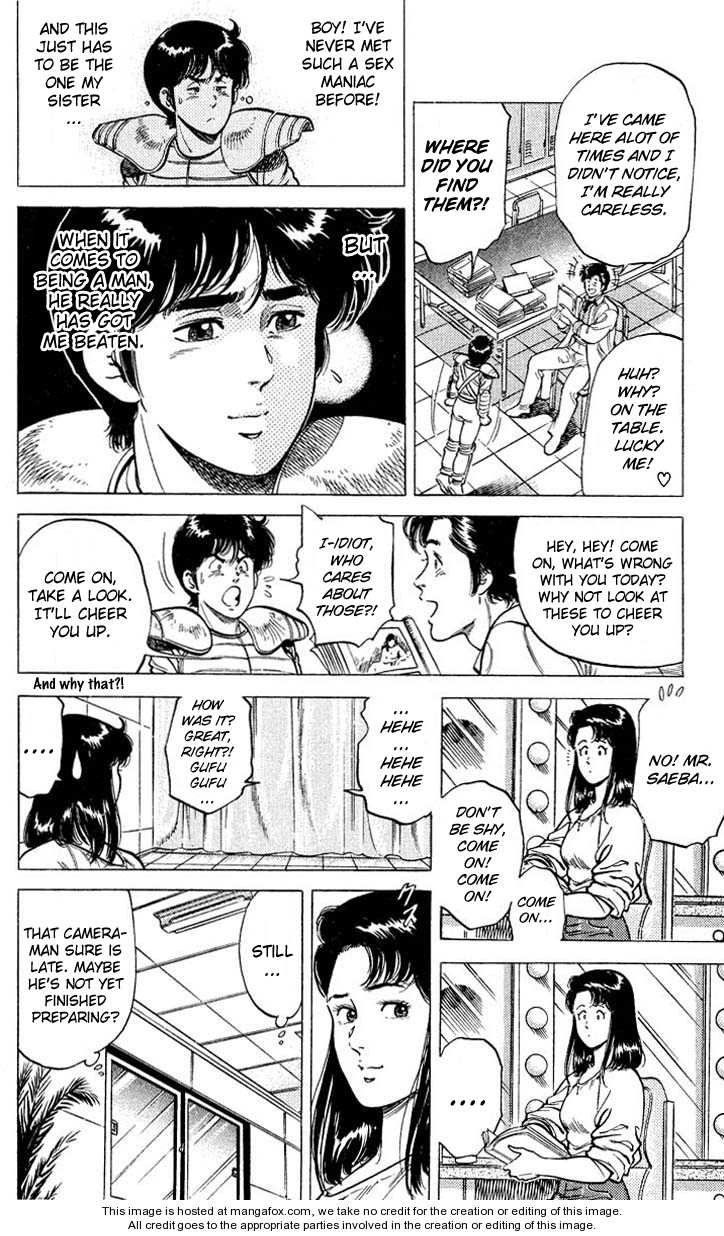 I'VE CAME
HERE ALOT OF
TIMES AND I
DIDN'T NOTICE,
I'M REALLY
CARELESS.
WHERE
DID YOU
FIND
THEM?!
HUH?
WHY?
ON THE
TABLE.
LUCKY
ME!
♡
BOY! I'VE
NEVER MET
SUCH A SEX
MANIAC
BEFORE!
AND THIS
JUST HAS
TO BE THE
ONE MY
SISTER
...
BUT
...
WHEN IT
COMES TO
BEING A MAN,
HE REALLY
HAS GOT
ME BEATEN.
HEY, HEY! COME
ON, WHAT'S WRONG
WITH YOU TODAY?
WHY NOT LOOK AT
THESE TO CHEER
YOU UP?
I-IDIOT,
WHO
CARES
ABOUT
THOSE?!
COME ON,
TAKE A LOOK.
IT'LL CHEER
YOU UP.
And why that?!
NO! MR.
SAEBA...
DON'T
BE SHY,
COME
ON!
COME
ON!
COME
ON...
...
HEHE
...
HEHE
HEHE
...
HOW
WAS IT?
GREAT,
RIGHT?!
GUFU
GUFU
...
....
....
STILL
...
THAT CAMERA-
MAN SURE IS
LATE. MAYBE
HE'S NOT YET
FINISHED
PREPARING?
This image is hosted at mangafox.com, we take no credit for the creation or editing of this image.
All credit goes to the appropriate parties involved in the creation or editing of this image.